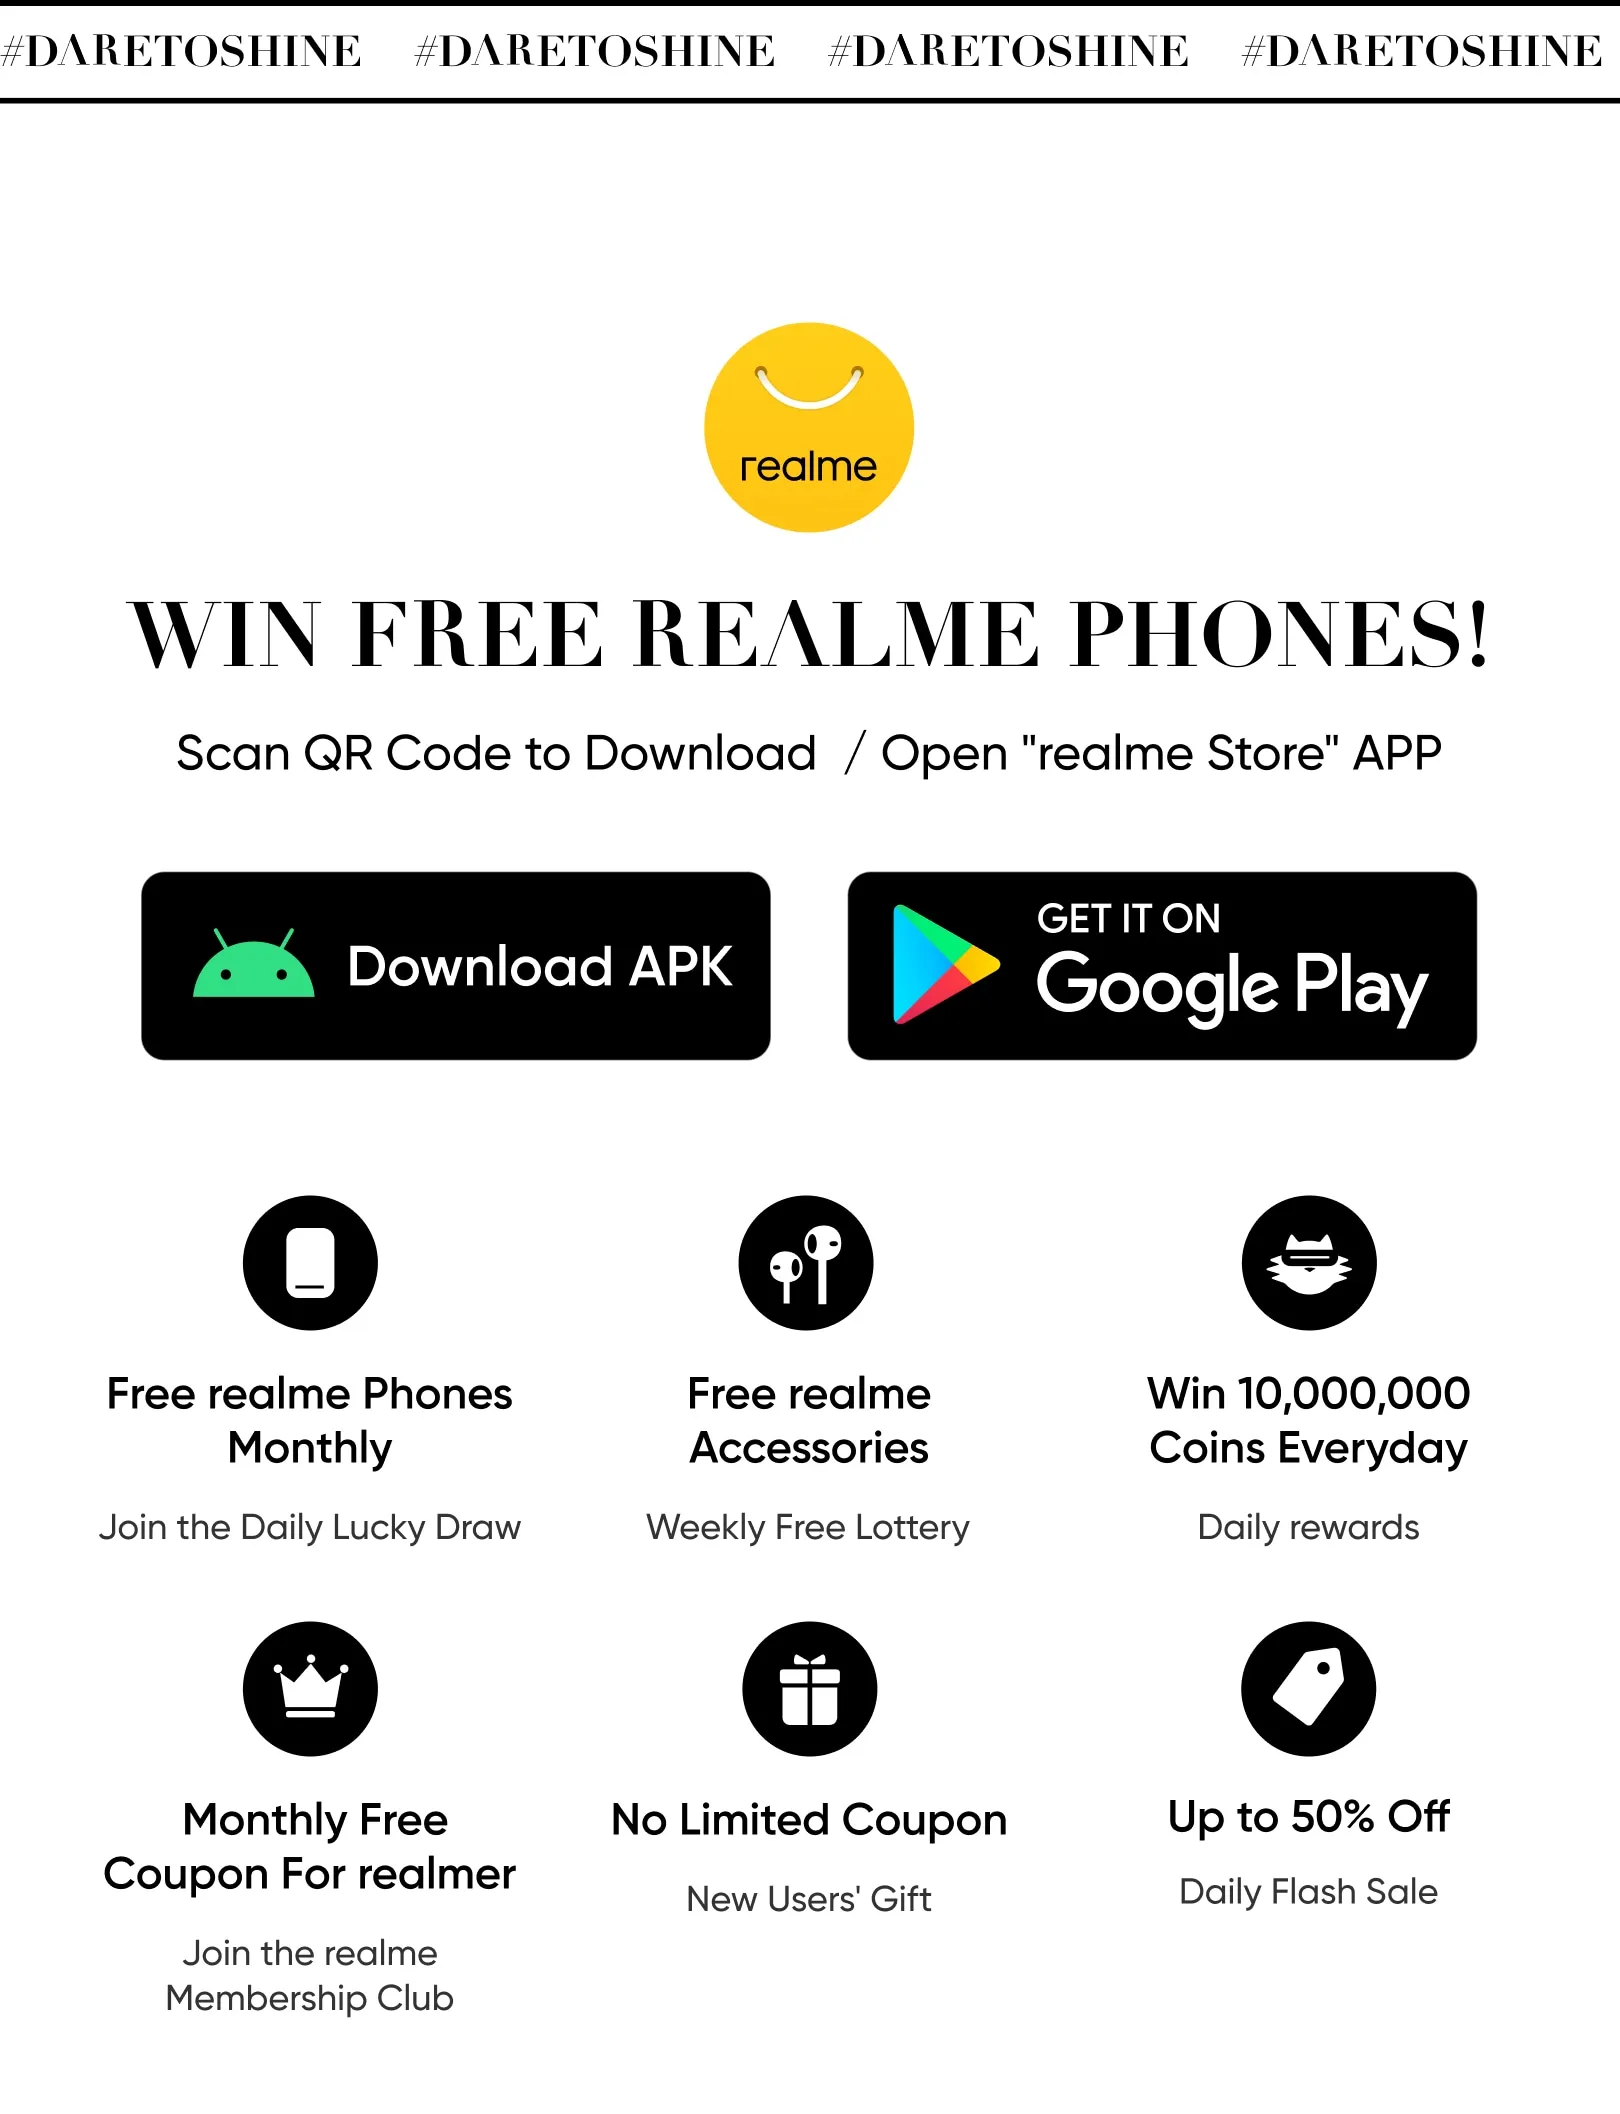 #DARETOSHINE #DARETOSHINE #DARETOSHINE #DARETOSHINE
realme
WIN FREE REALME PHONES!
Scan QR Code to Download / Open "realme Store" APP
Download APK
GET IT ON
Google Play
Free realme Phones
Monthly
Join the Daily Lucky Draw
Free realme
Accessories
Weekly Free Lottery
Win 10,000,000
Coins Everyday
Daily rewards
Monthly Free
Coupon For realmer
Join the realme
Membership Club
No Limited Coupon
New Users' Gift
Up to 50% Off
Daily Flash Sale